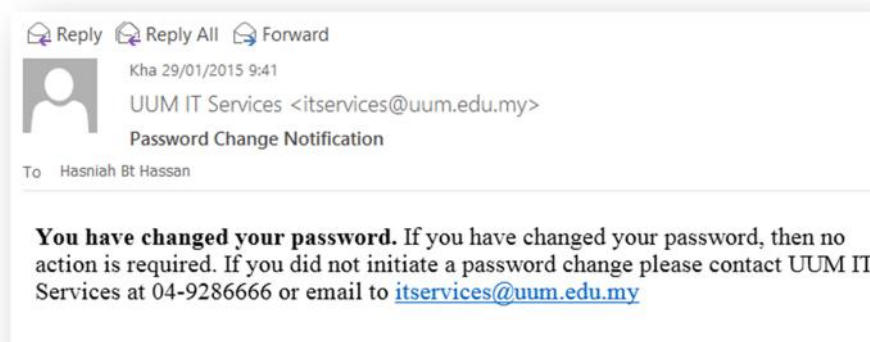 Reply Reply All Forward
Kha 29/01/2015 9:41
UUM IT Services <itservices@uum.edu.my>
Password Change Notification
To Hasniah Bt Hassan
You have changed your password. If you have changed your password, then no
action is required. If you did not initiate a password change please contact UUM IT
Services at 04-9286666 or email to itservices@uum.edu.my